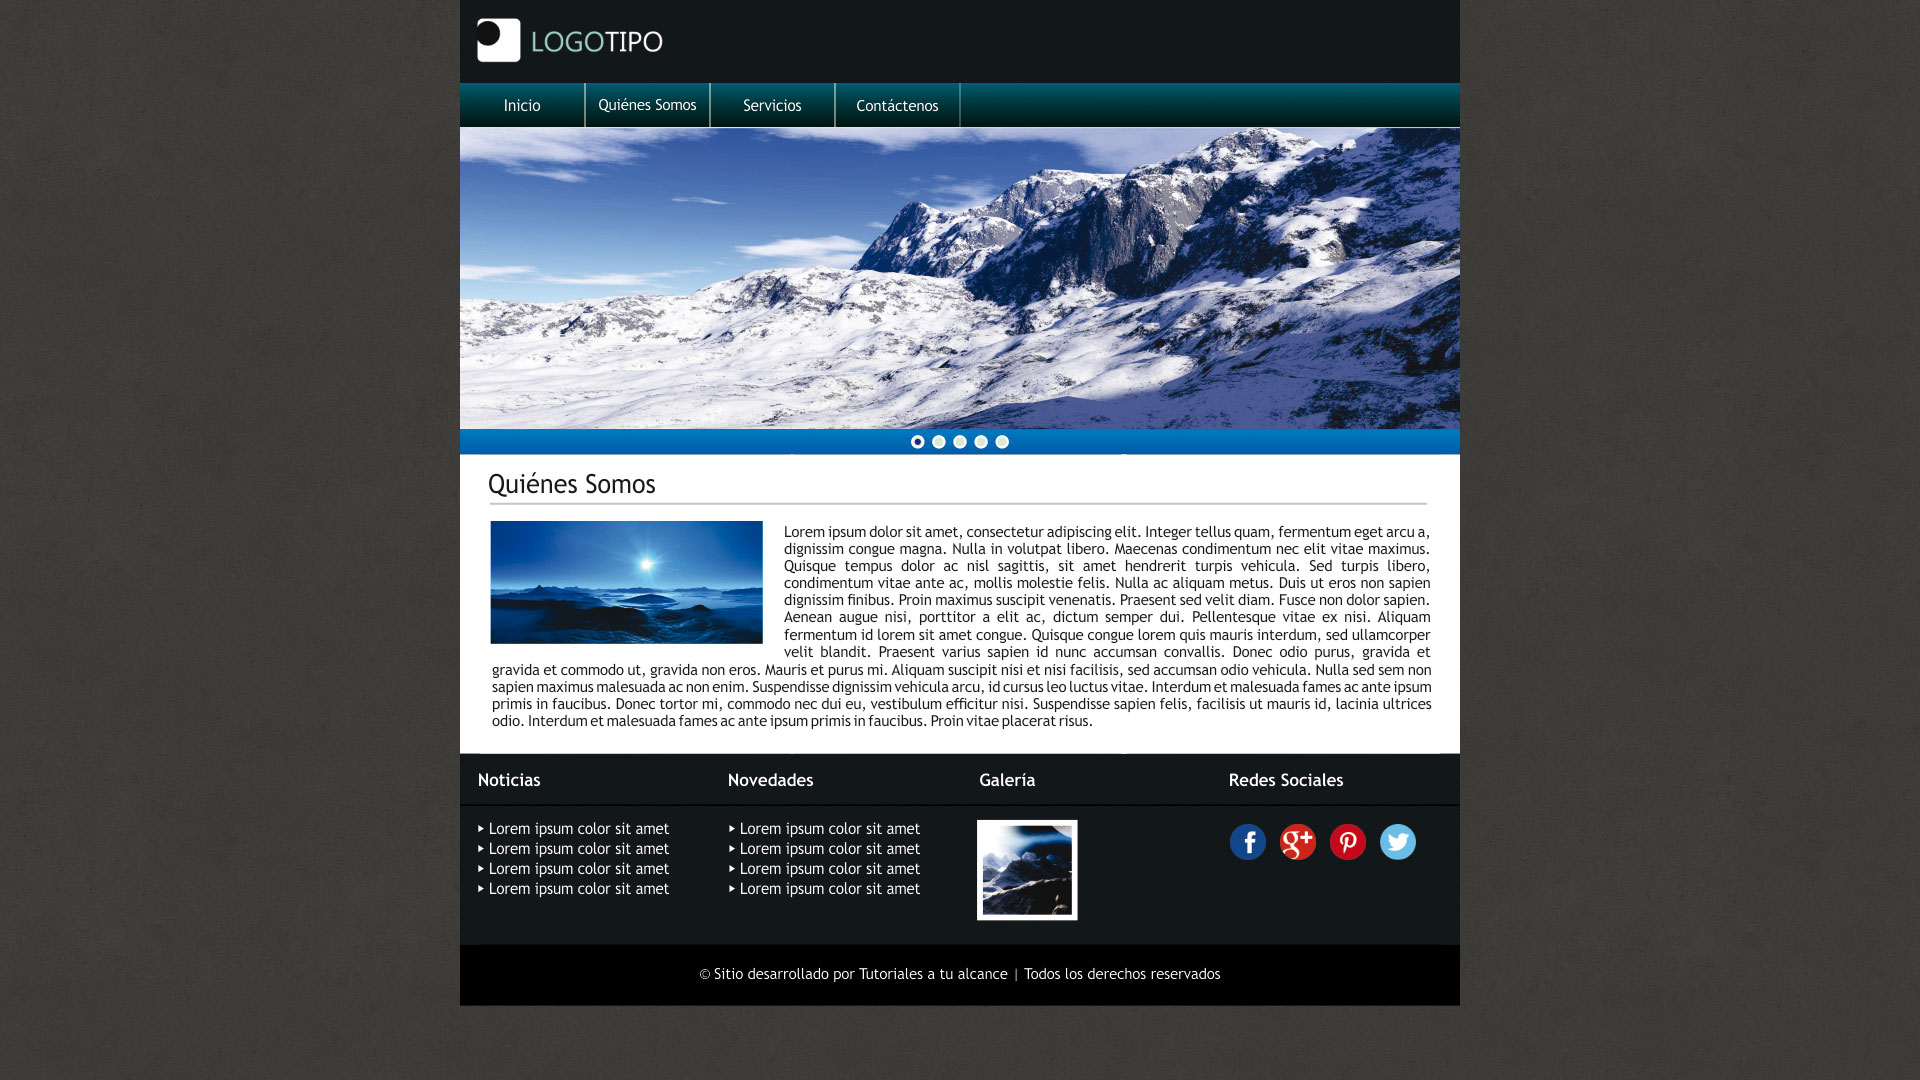 LOGOTIPO
Inicio
Quiénes Somos
Servicios
Contáctenos
Quiénes Somos
Lorem ipsum dolor sit amet, consectetur adipiscing elit. Integer tellus quam, fermentum eget arcu a,
dignissim congue magna. Nulla in volutpat libero. Maecenas condimentum nec elit vitae maximus.
Quisque tempus dolor ac nisl sagittis, sit amet hendrerit turpis vehicula. Sed turpis libero,
condimentum vitae ante ac, mollis molestie felis. Nulla ac aliquam metus. Duis ut eros non sapien
dignissim finibus. Proin maximus suscipit venenatis. Praesent sed velit diam. Fusce non dolor sapien.
Aenean augue nisi, porttitor a elit ac, dictum semper dui. Pellentesque vitae ex nisi. Aliquam
fermentum id lorem sit amet congue. Quisque congue lorem quis mauris interdum, sed ullamcorper
velit blandit. Praesent varius sapien id nunc accumsan convallis. Donec odio purus, gravida et
gravida et commodo ut, gravida non eros. Mauris et purus mi. Aliquam suscipit nisi et nisi facilisis, sed accumsan odio vehicula. Nulla sed sem non
sapien maximus malesuada ac non enim. Suspendisse dignissim vehicula arcu, id cursus leo luctus vitae. Interdum et malesuada fames ac ante ipsum
primis in faucibus. Donec tortor mi, commodo nec dui eu, vestibulum efficitur nisi. Suspendisse sapien felis, facilisis ut mauris id, lacinia ultrices
odio. Interdum et malesuada fames ac ante ipsum primis in faucibus. Proin vitae placerat risus.
Noticias
Lorem ipsum color sit amet
Lorem ipsum color sit amet
Lorem ipsum color sit amet
Lorem ipsum color sit amet
Novedades
Lorem ipsum color sit amet
Lorem ipsum color sit amet
Lorem ipsum color sit amet
Lorem ipsum color sit amet
Galería
Redes Sociales
© Sitio desarrollado por Tutoriales a tu alcance | Todos los derechos reservados